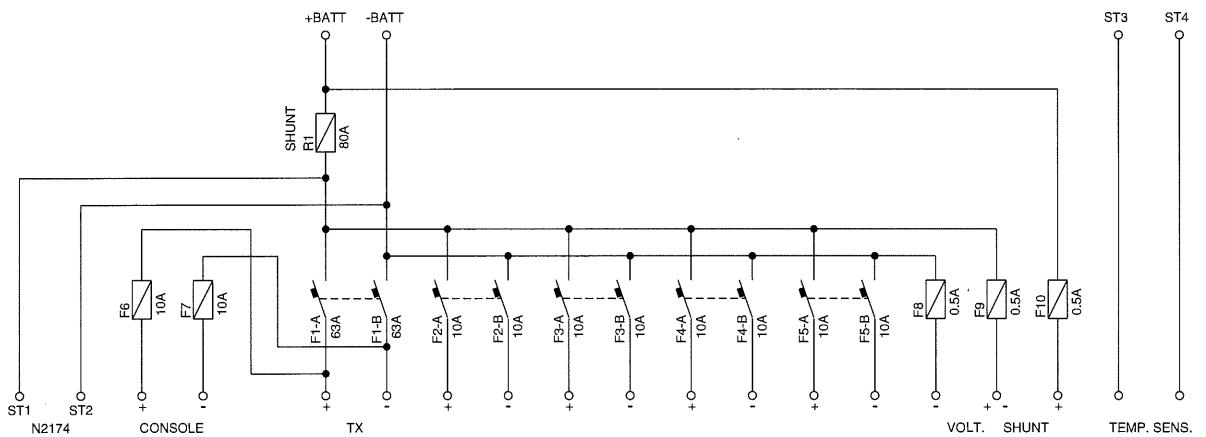 +BATT -BATT ST3 ST4
SHUNT
R1
80A
F6
10A
F7
10A
F1-A
63A
F1-B
63A
F2-A
10A
F2-B
10A
F3-A
10A
F3-B
10A
F4-A
10A
F4-B
10A
F5-A
10A
F5-B
10A
F8
0.5A
F9
0.5A
F10
0.5A
ST1 ST2 + - + - + - + - + - + - - + - +
N2174 CONSOLE TX VOLT. SHUNT TEMP. SENS.